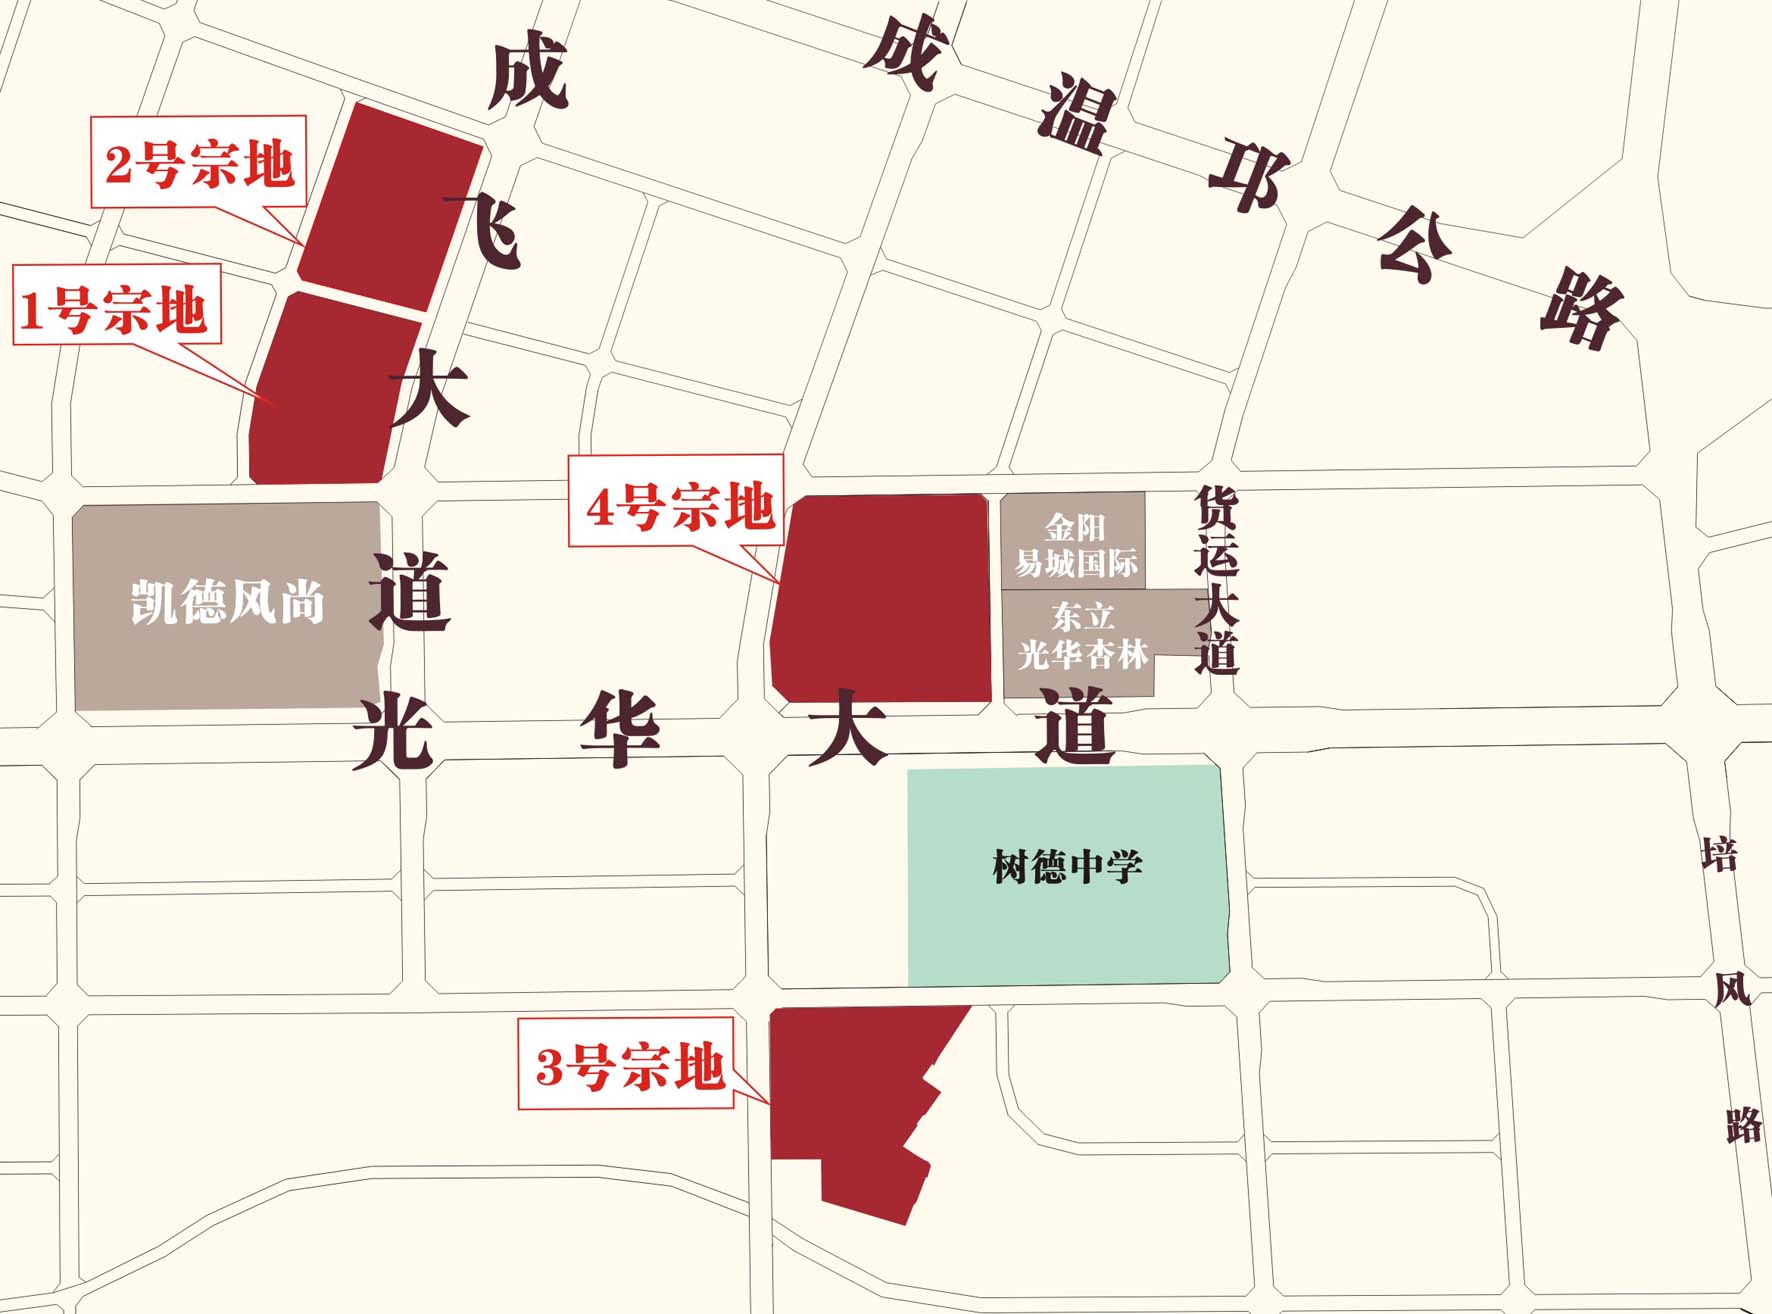 成飞大道
成温邛公路
2号宗地
1号宗地
4号宗地
金阳
易城国际
东立
光华杏林
货运大道
凯德风尚
光华大道
树德中学
培风路
3号宗地